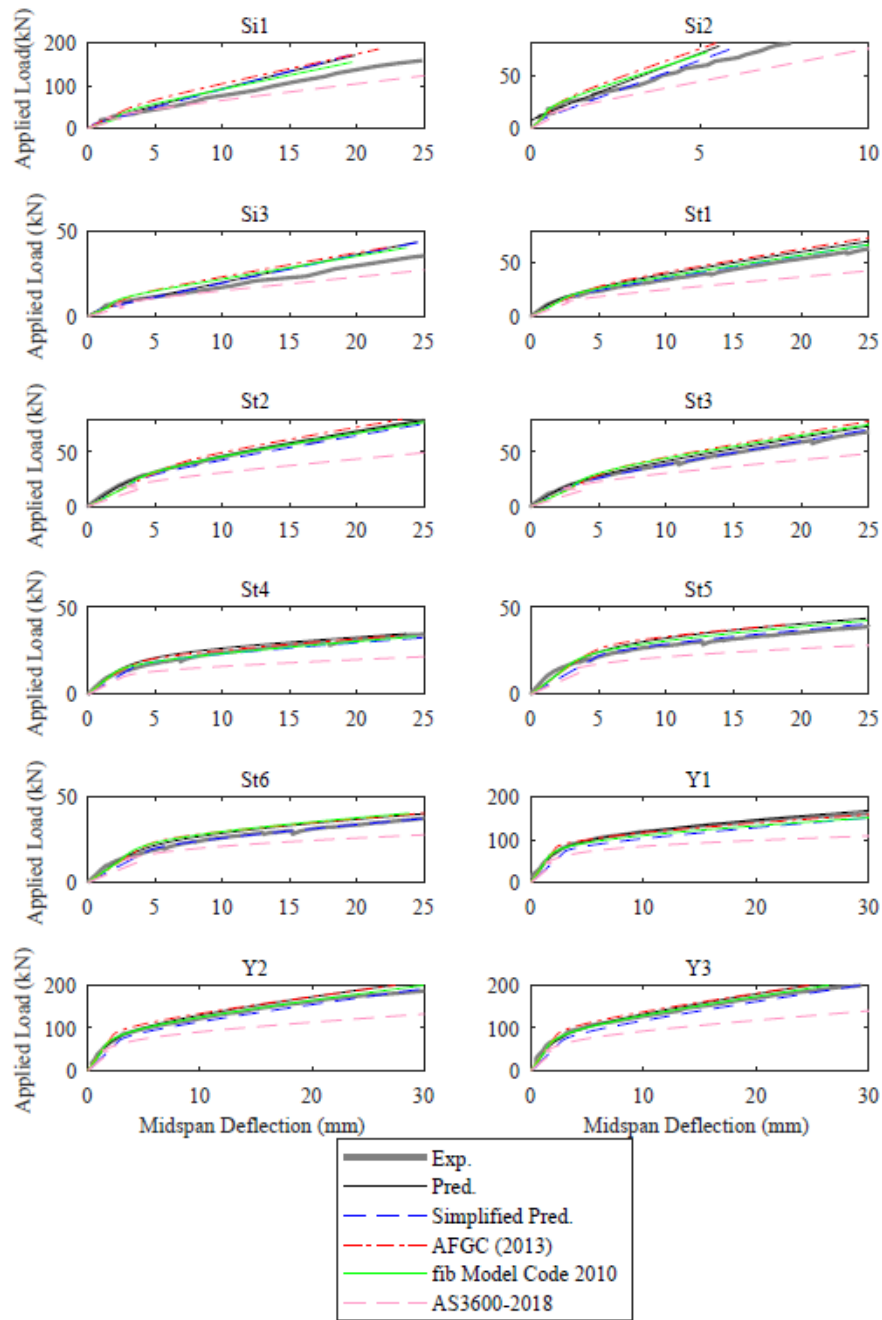 Si1
Si2
Applied Load(kN)
200
100
0
0 5 10 15 20 25
50
0
0 5 10
Si3
St1
Applied Load (kN)
50
0
0 5 10 15 20 25
50
0
0 5 10 15 20 25
St2
St3
Applied Load (kN)
50
0
0 5 10 15 20 25
50
0
0 5 10 15 20 25
St4
St5
Applied Load (kN)
50
0
0 5 10 15 20 25
50
0
0 5 10 15 20 25
St6
Y1
Applied Load (kN)
50
0
0 5 10 15 20 25
200
100
0
0 10 20 30
Y2
Y3
Applied Load (kN)
200
100
0
0 10 20 30
200
100
0
0 10 20 30
Midspan Deflection (mm)
Midspan Deflection (mm)
Exp.
Pred.
Simplified Pred.
AFGC (2013)
fib Model Code 2010
AS3600-2018